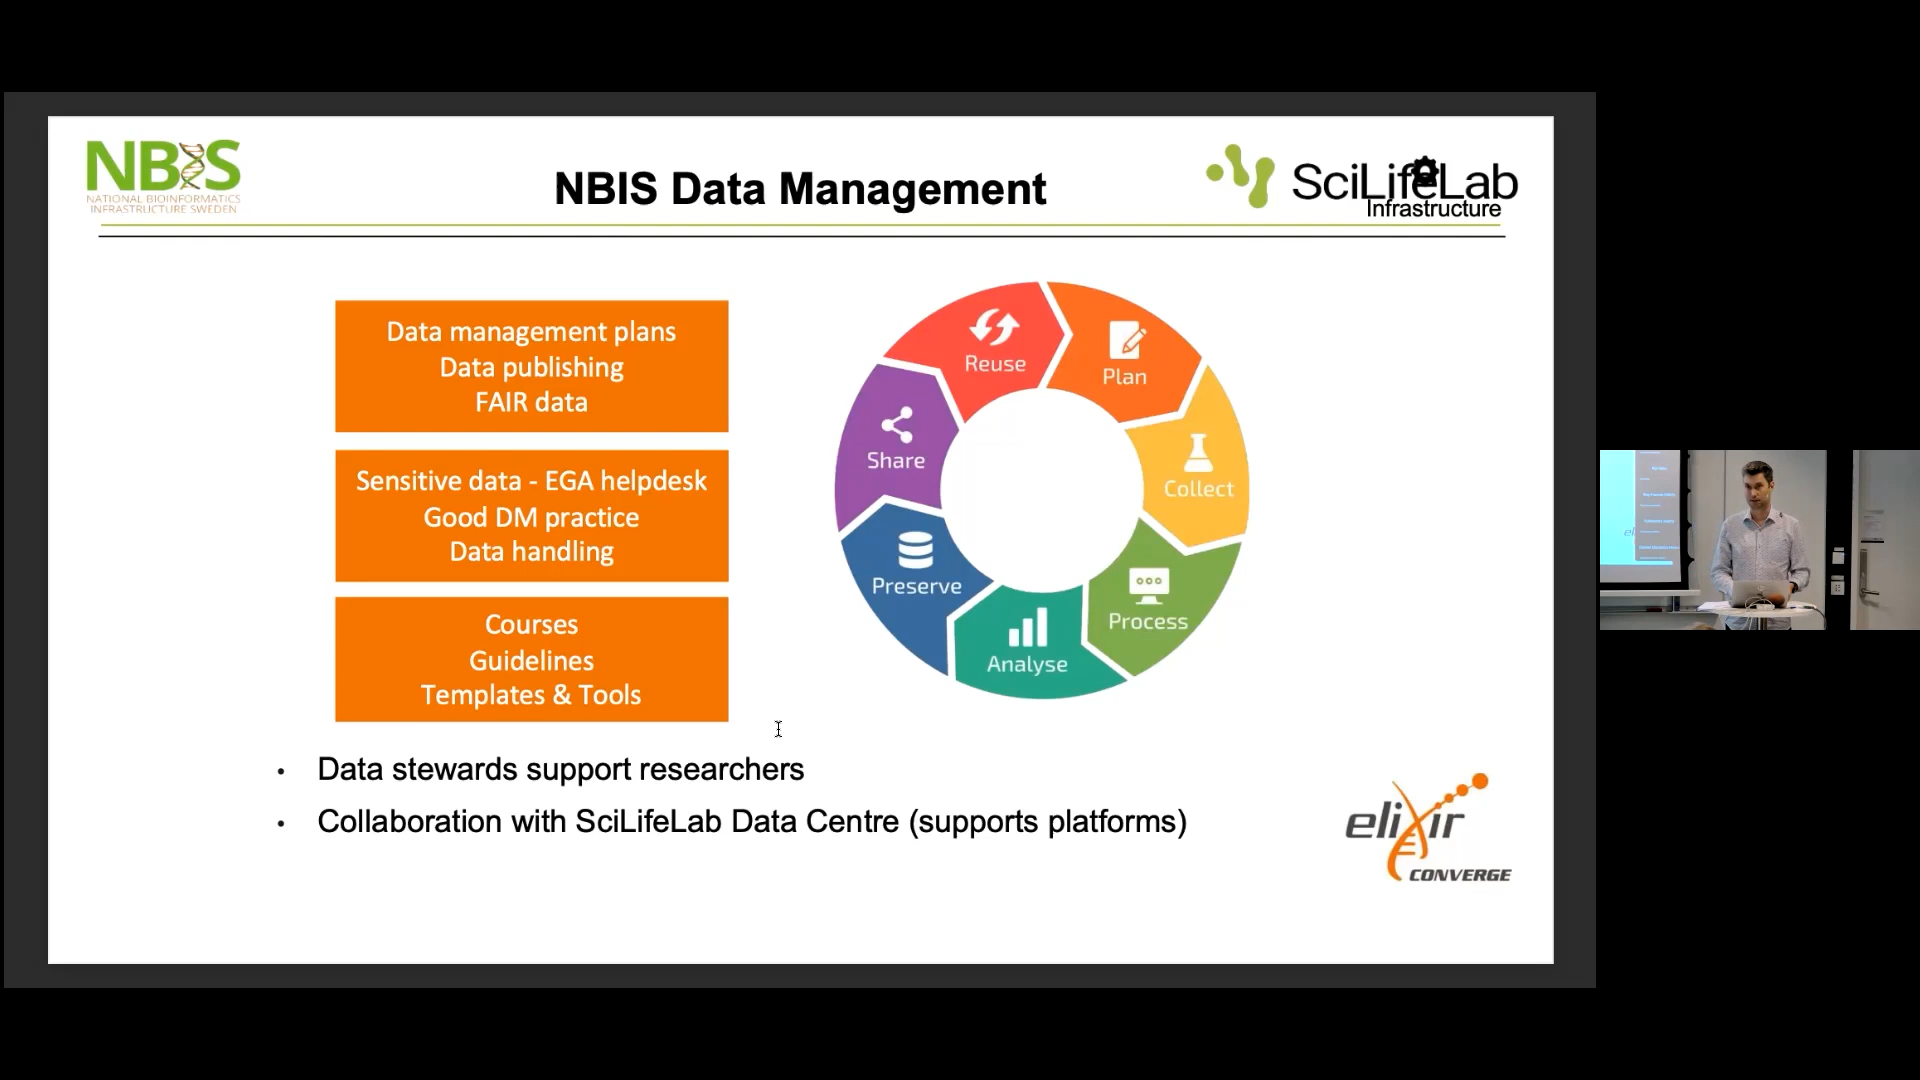 NBIS
NATIONAL BIOINFORMATICS
INFRASTRUCTURE SWEDEN
NBIS Data Management
SciLifeLab
Infrastructure
Data management plans
Data publishing
FAIR data
Sensitive data - EGA helpdesk
Good DM practice
Data handling
Courses
Guidelines
Templates & Tools
Reuse
Plan
Share
Collect
Preserve
Process
Analyse
• Data stewards support researchers
• Collaboration with SciLifeLab Data Centre (supports platforms)
elixir
CONVERGE